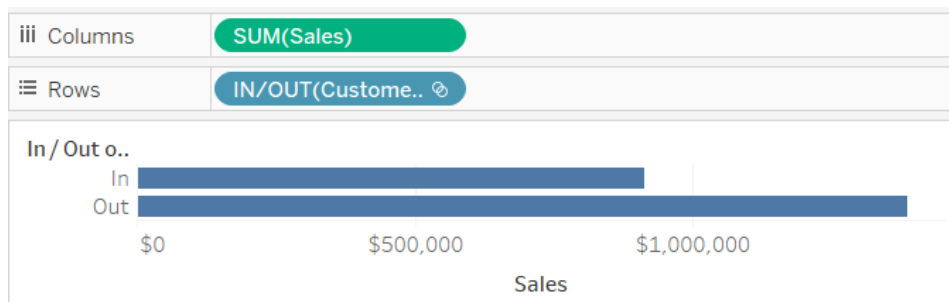 Columns SUM(Sales)
Rows IN/OUT(Custome..
In / Out o..
In
Out
$0 $500,000 $1,000,000
Sales